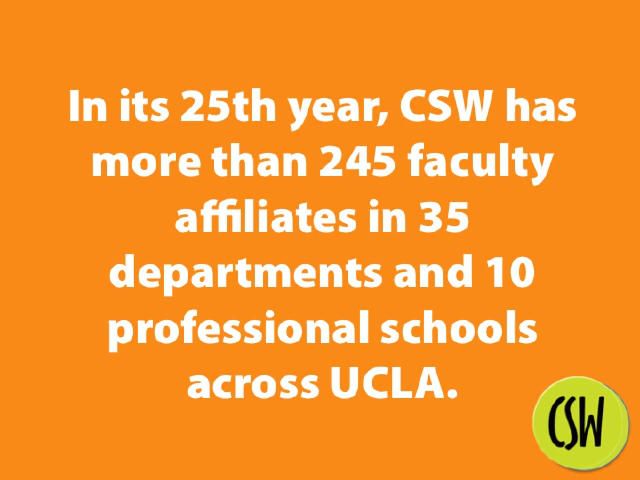 In its 25th year, CSW has
more than 245 faculty
affiliates in 35
departments and 10
professional schools
across UCLA.
CSW